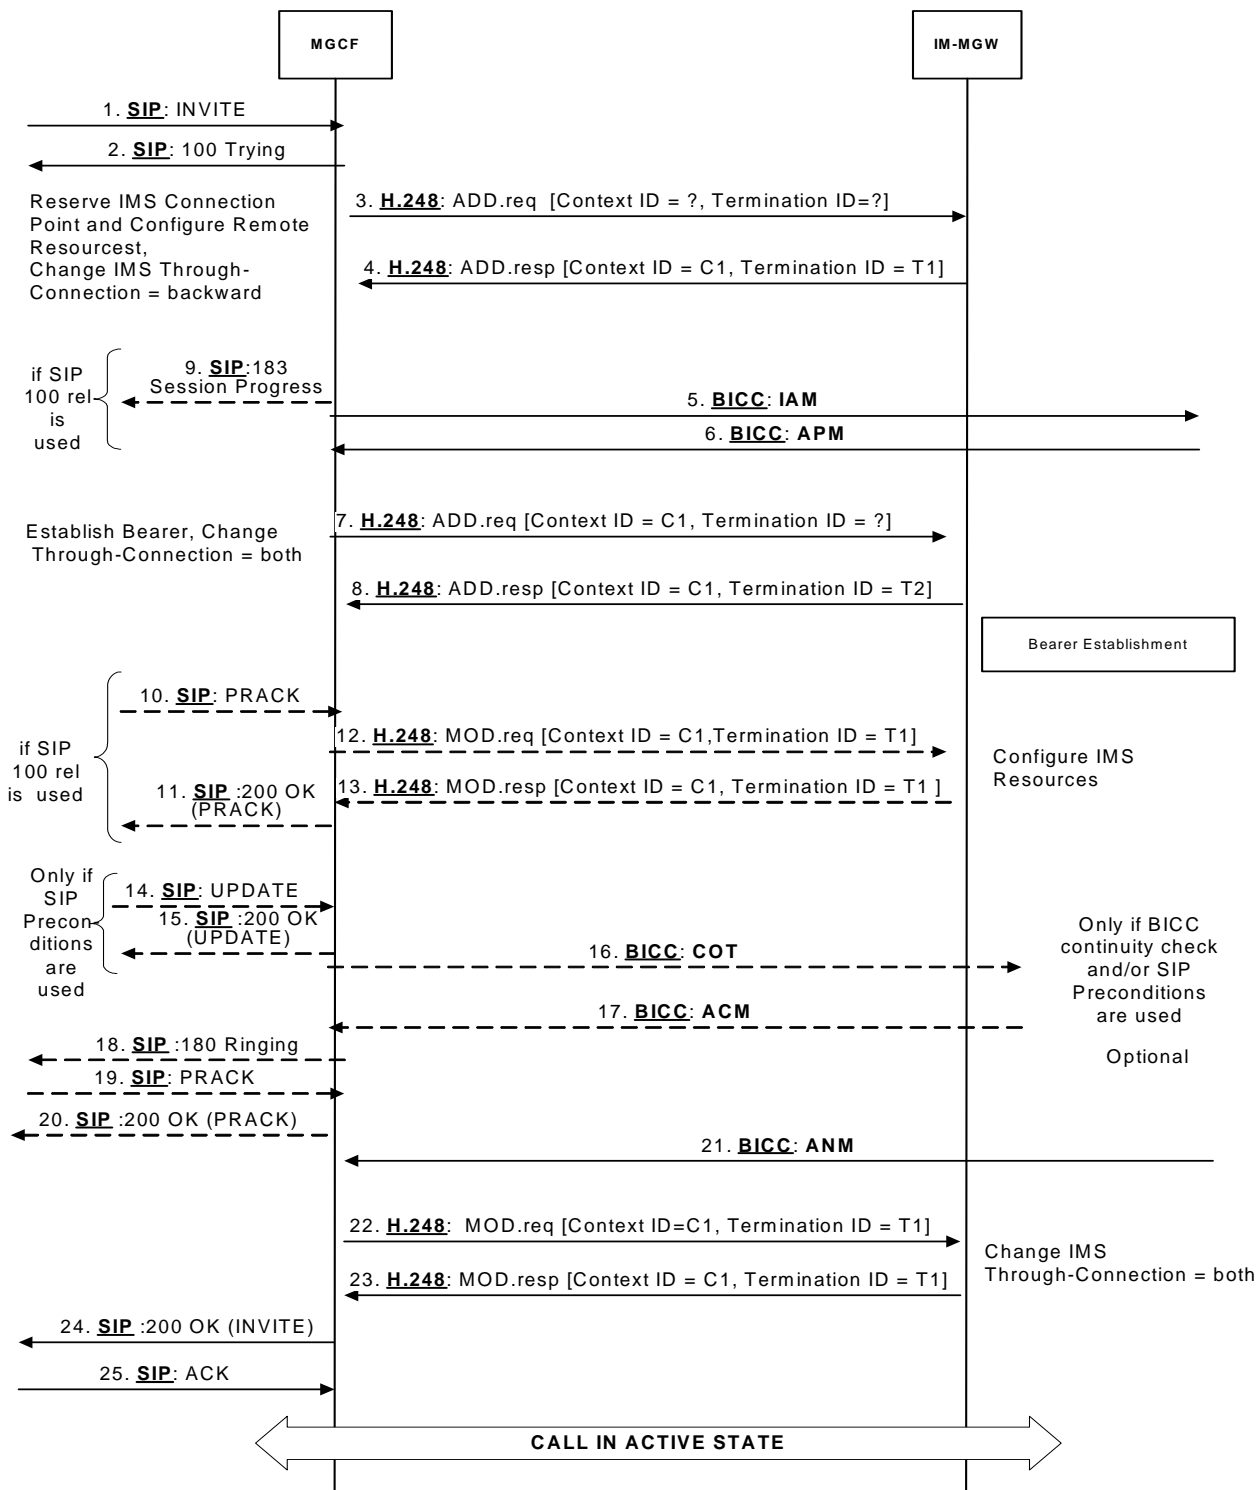 MGCF
IM-MGW
1. SIP: INVITE
2. SIP: 100 Trying
Reserve IMS Connection
Point and Configure Remote
Resourcest,
Change IMS Through-
Connection = backward
3. H.248: ADD.req [Context ID = ?, Termination ID=?]
4. H.248: ADD.resp [Context ID = C1, Termination ID = T1]
if SIP
100 rel
is
used
9. SIP:183
Session Progress
5. BICC: IAM
6. BICC: APM
Establish Bearer, Change
Through-Connection = both
7. H.248: ADD.req [Context ID = C1, Termination ID = ?]
8. H.248: ADD.resp [Context ID = C1, Termination ID = T2]
Bearer Establishment
if SIP
100 rel
is used
10. SIP: PRACK
12. H.248: MOD.req [Context ID = C1,Termination ID = T1]
13. H.248: MOD.resp [Context ID = C1, Termination ID = T1 ]
11. SIP :200 OK
(PRACK)
Configure IMS
Resources
Only if
SIP
Precon
ditions
are
used
14. SIP: UPDATE
15. SIP :200 OK
(UPDATE)
16. BICC: COT
17. BICC: ACM
Only if BICC
continuity check
and/or SIP
Preconditions
are used
Optional
18. SIP :180 Ringing
19. SIP: PRACK
20. SIP :200 OK (PRACK)
21. BICC: ANM
22. H.248: MOD.req [Context ID=C1, Termination ID = T1]
23. H.248: MOD.resp [Context ID = C1, Termination ID = T1]
Change IMS
Through-Connection = both
24. SIP :200 OK (INVITE)
25. SIP: ACK
CALL IN ACTIVE STATE